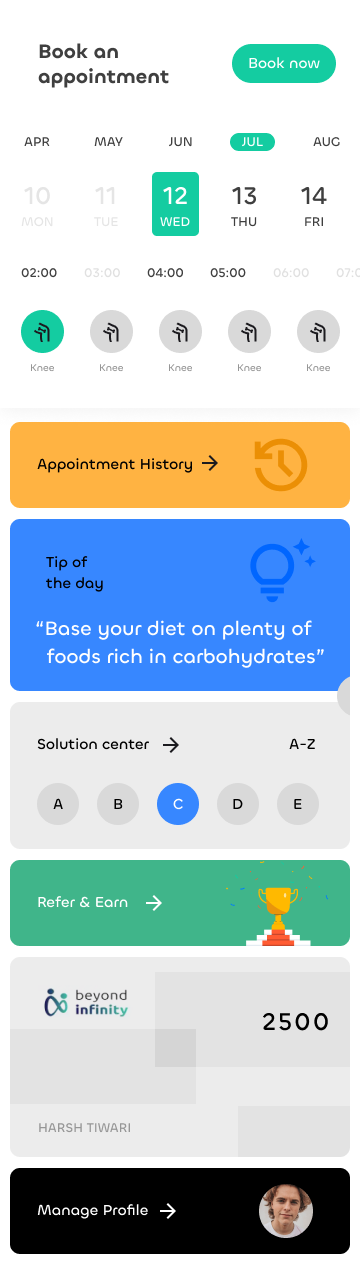 Book an
appointment
Book now
APR MAY JUN JUL AUG
10 11 12 13 14
MON TUE WED THU FRI
02:00 03:00 04:00 05:00 06:00 07:0
Knee Knee Knee Knee Knee
Appointment History
Tip of
the day
“Base your diet on plenty of
foods rich in carbohydrates”
Solution center A-Z
A B C D E
Refer & Earn
beyond
infinity
2500
HARSH TIWARI
Manage Profile